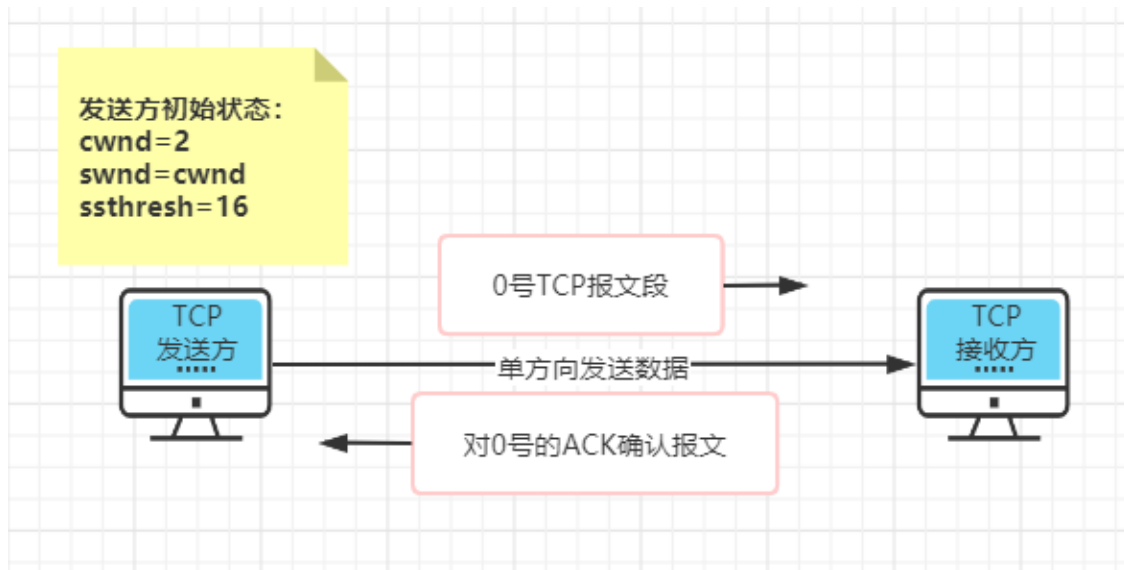 发送方初始状态：
cwnd=2
swnd=cwnd
ssthresh=16
0号TCP报文段
TCP
发送方
单方向发送数据
TCP
接收方
对0号的ACK确认报文